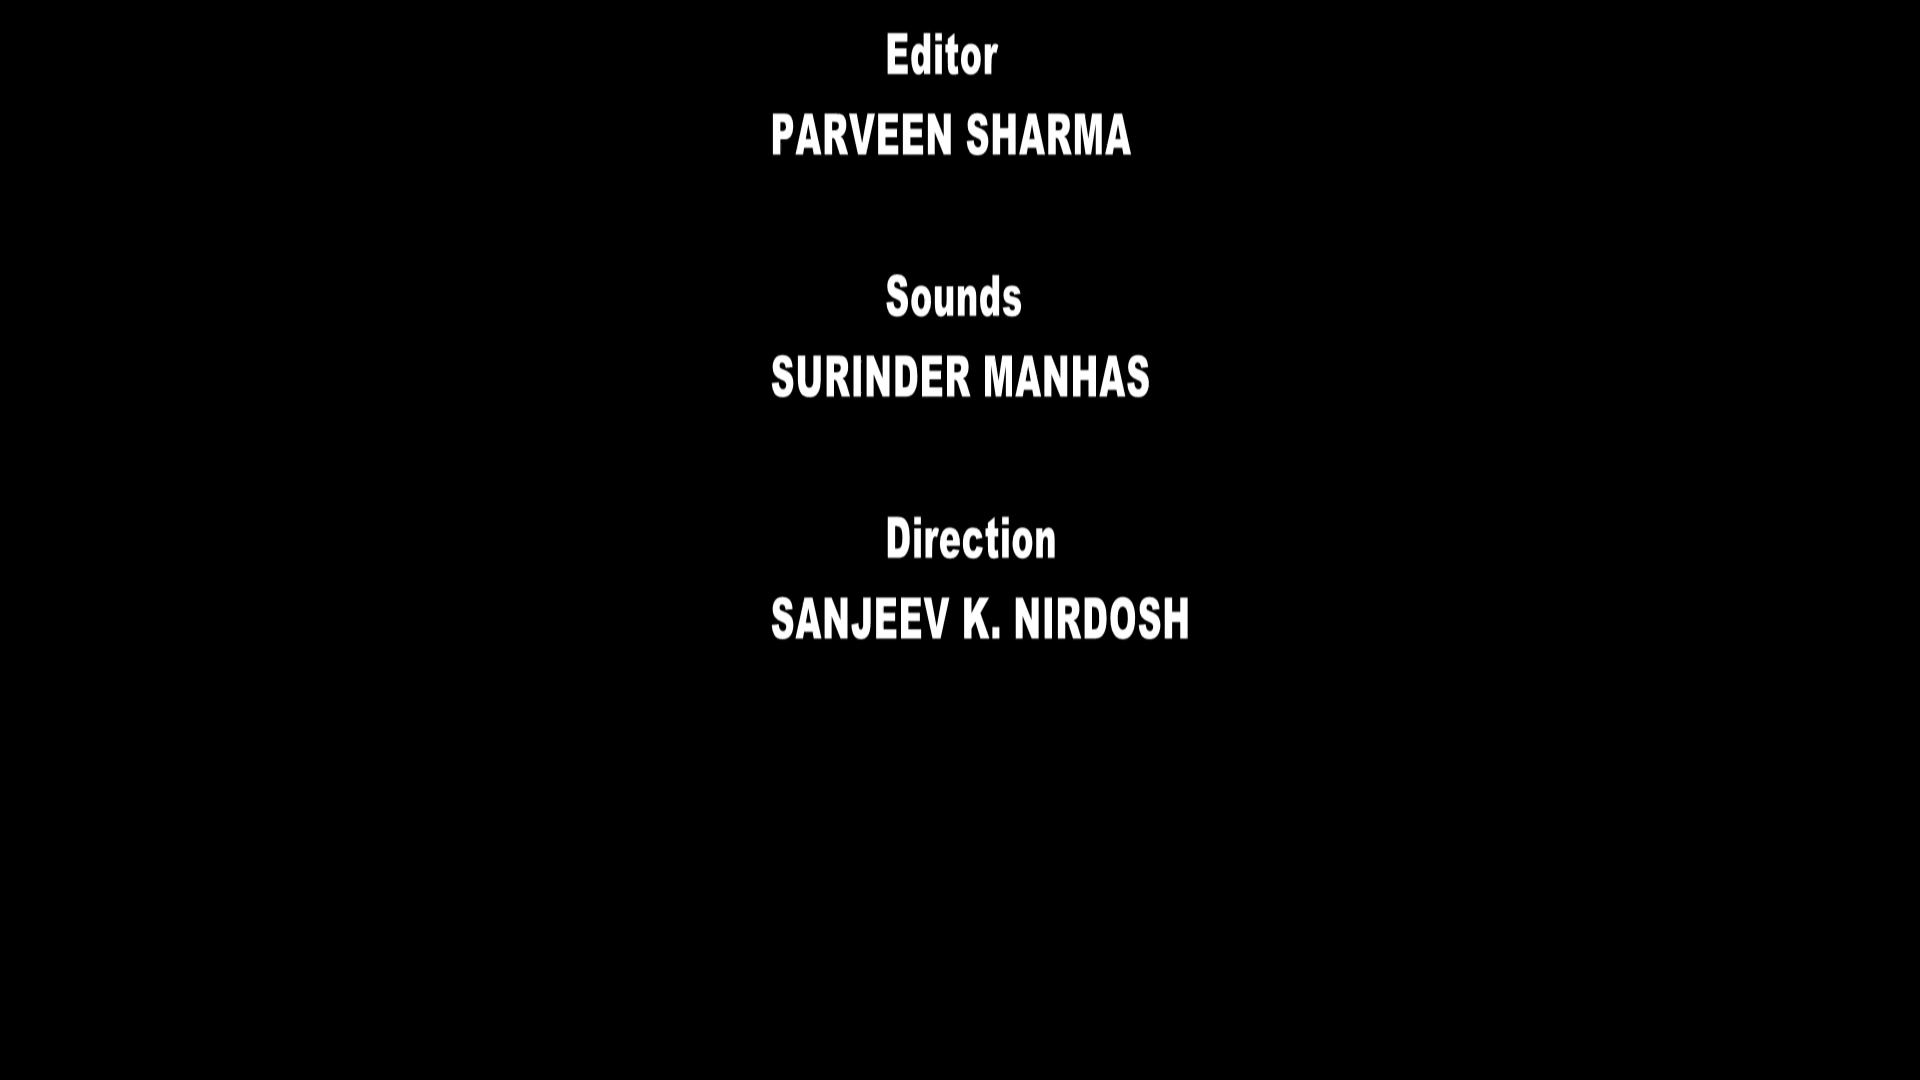 Editor
PARVEEN SHARMA
Sounds
SURINDER MANHAS
Direction
SANJEEV K. NIRDOSH